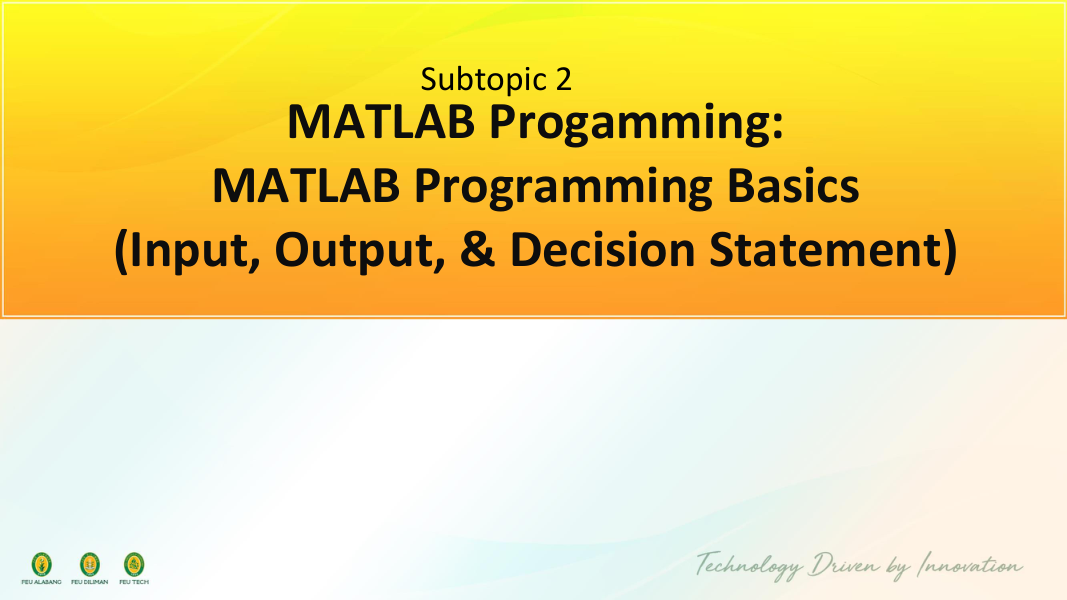 Subtopic 2
MATLAB Progamming:
MATLAB Programming Basics
(Input, Output, & Decision Statement)
FEU ALABANG FEU DILIMAN FEU TECH
Technology Driven by Innovation